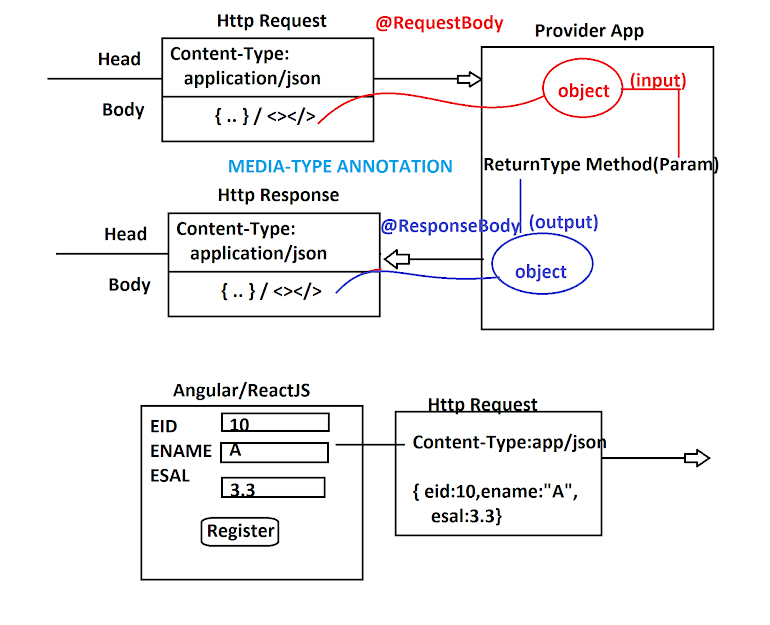 Http Request
@RequestBody
Provider App
Head
Content-Type:
application/json
object
(input)
Body
{ .. } / <></>
MEDIA-TYPE ANNOTATION
ReturnType Method(Param)
Http Response
Head
Content-Type:
application/json
@ResponseBody
(output)
object
Body
{ .. } / <></>
Angular/ReactJS
EID
10
ENAME
A
ESAL
3.3
Register
Http Request
Content-Type:app/json
{ eid:10,ename:"A",
esal:3.3}